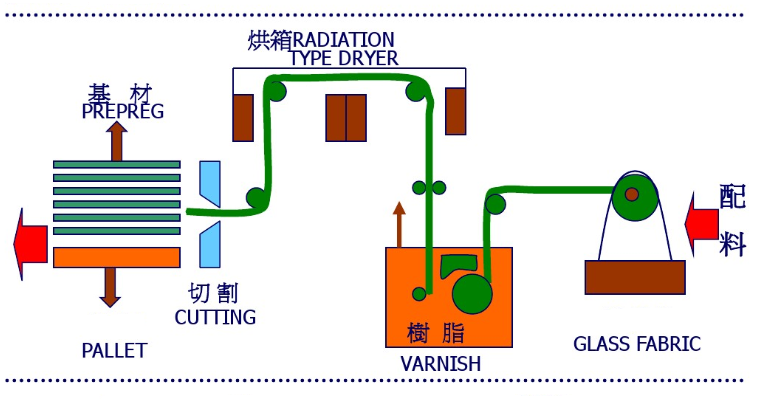 烘箱RADIATION
TYPE DRYER
基 材
PREPREG
配
料
切 割
CUTTING
樹 脂
PALLET
VARNISH
GLASS FABRIC